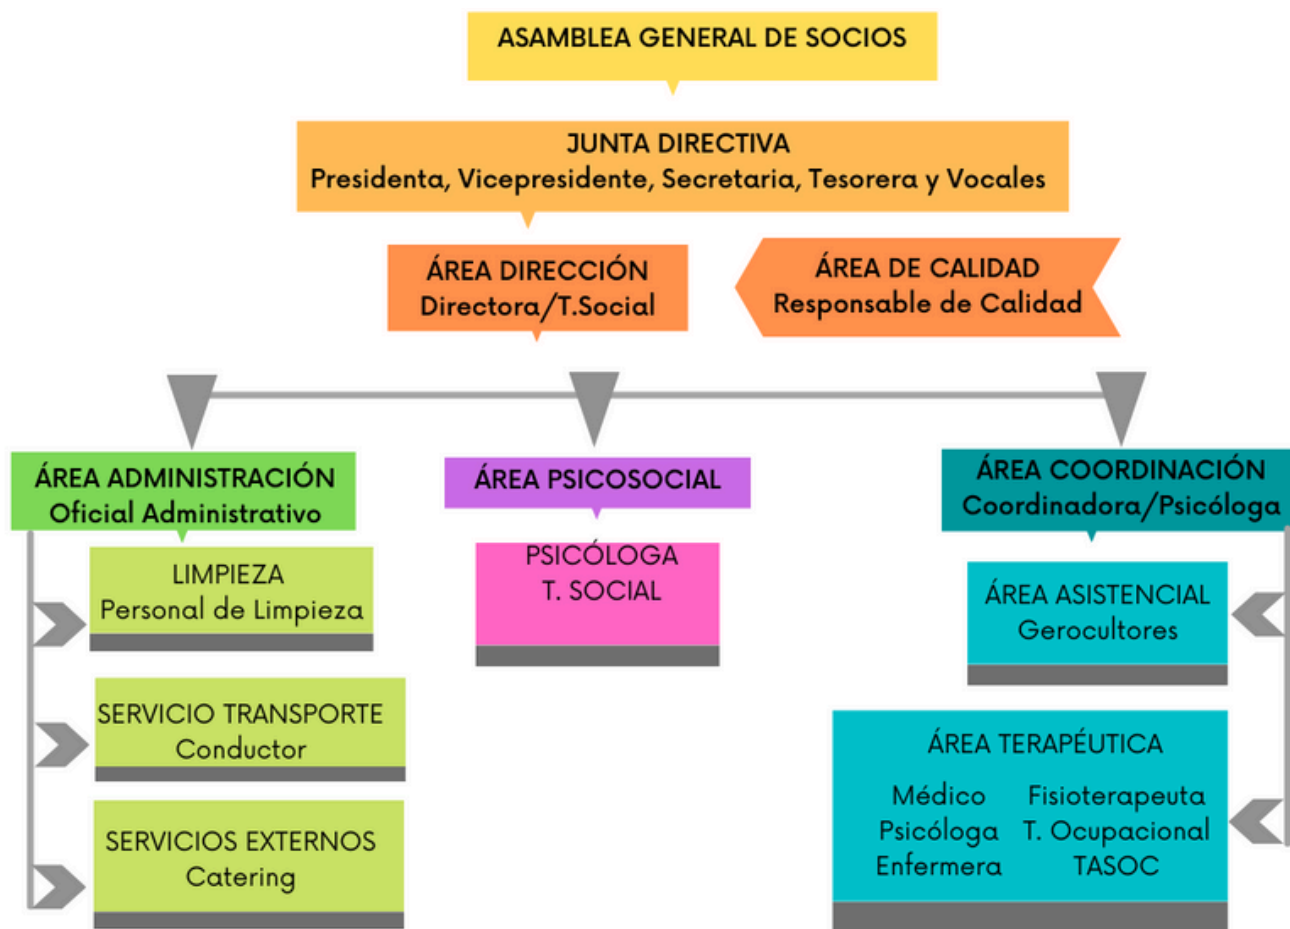 ASAMBLEA GENERAL DE SOCIOS
JUNTA DIRECTIVA
Presidenta, Vicepresidente, Secretaria, Tesorera y Vocales
ÁREA DIRECCIÓN
Directora/T.Social
ÁREA DE CALIDAD
Responsable de Calidad
ÁREA ADMINISTRACIÓN
Oficial Administrativo
LIMPIEZA
Personal de Limpieza
SERVICIO TRANSPORTE
Conductor
SERVICIOS EXTERNOS
Catering
ÁREA PSICOSOCIAL
PSICÓLOGA
T. SOCIAL
ÁREA COORDINACIÓN
Coordinadora/Psicóloga
ÁREA ASISTENCIAL
Gerocultores
ÁREA TERAPÉUTICA
Médico
Psicóloga
Enfermera
Fisioterapeuta
T. Ocupacional
TASOC